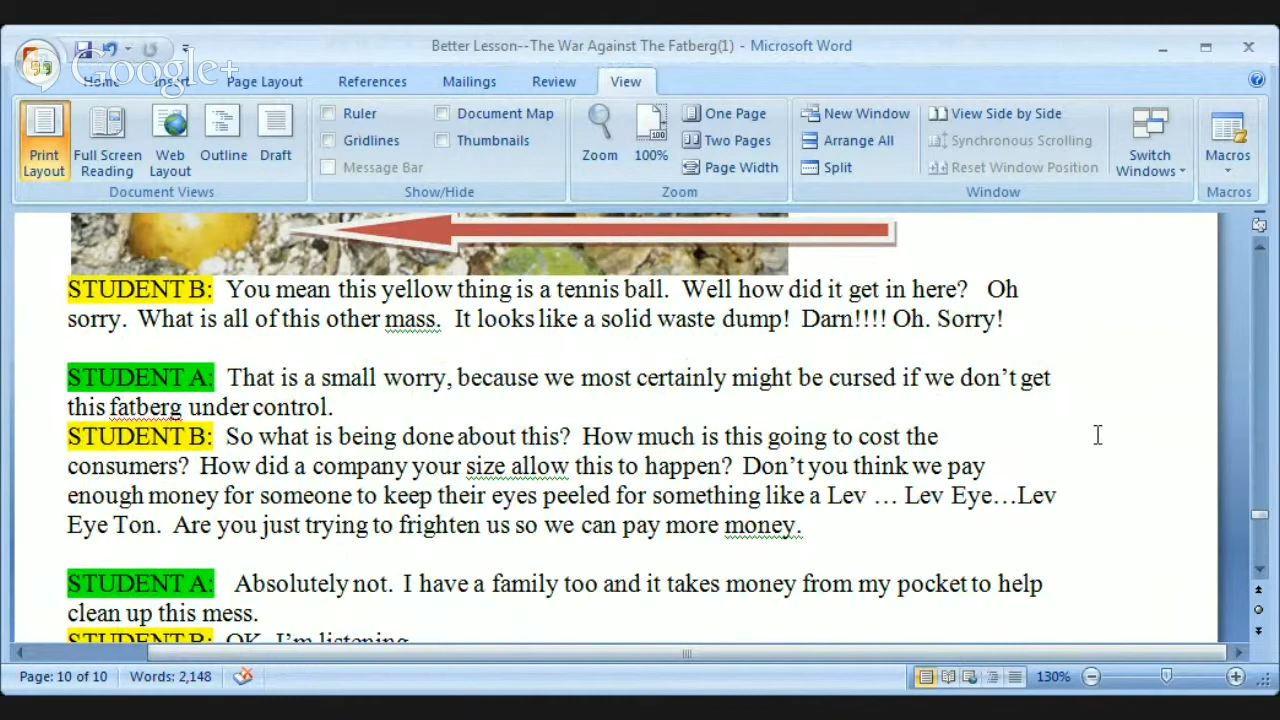 Better Lesson--The War Against The Fatberg(1) - Microsoft Word
Google+
Home Insert Page Layout References Mailings Review View
Ruler Document Map One Page New Window View Side by Side
Gridlines Thumbnails Two Pages Arrange All Synchronous Scrolling
Message Bar Page Width Split Reset Window Position
Print Layout Full Screen Reading Web Layout Outline Draft Zoom 100% Switch Windows Macros
Document Views Show/Hide Zoom Window Macros
STUDENT B: You mean this yellow thing is a tennis ball. Well how did it get in here? Oh
sorry. What is all of this other mass. It looks like a solid waste dump! Darn!!!! Oh. Sorry!
STUDENT A: That is a small worry, because we most certainly might be cursed if we don’t get
this fatberg under control.
STUDENT B: So what is being done about this? How much is this going to cost the
consumers? How did a company your size allow this to happen? Don’t you think we pay
enough money for someone to keep their eyes peeled for something like a Lev … Lev Eye…Lev
Eye Ton. Are you just trying to frighten us so we can pay more money.
STUDENT A: Absolutely not. I have a family too and it takes money from my pocket to help
clean up this mess.
STUDENT B: OK. I’m listening.
Page: 10 of 10 Words: 2,148 130%